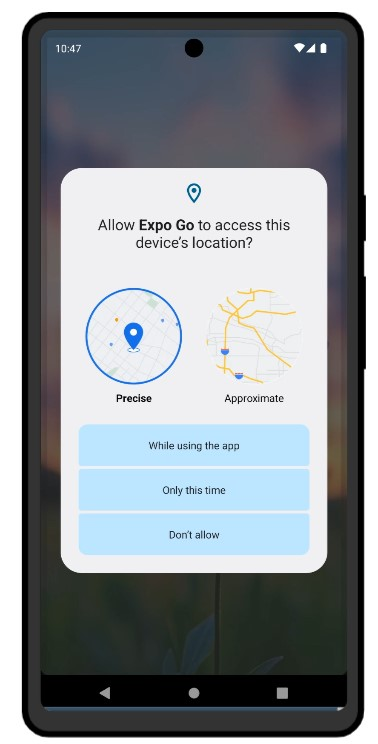 10:47
Allow Expo Go to access this
device's location?
Precise
Approximate
While using the app
Only this time
Don't allow